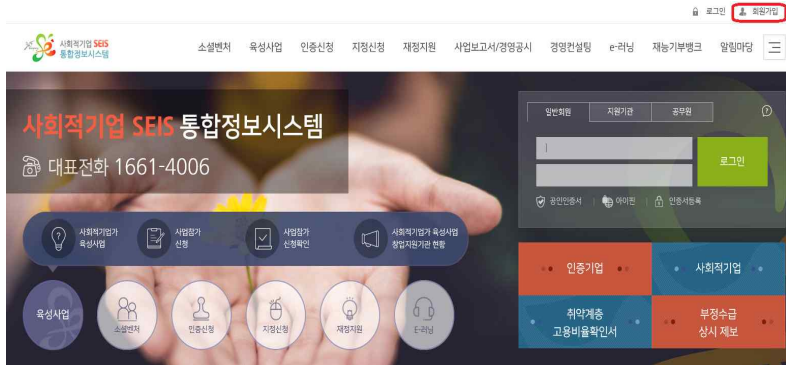 로그인 회원가입
사회적기업 SEIS
통합정보시스템
소셜벤처 육성사업 인증신청 지정신청 재정지원 사업보고서/경영공시 경영컨설팅 e-러닝 재능기부뱅크 알림마당
사회적기업 SEIS 통합정보시스템
대표전화 1661-4006
일반회원 지원기관 공무원 ?
로그인
공인인증서 아이핀 인증서등록
사회적기업가
육성사업
사업참가
신청
사업참가
신청확인
사회적기업가 육성사업
창업지원기관 현황
육성사업
소셜벤처
인증신청
지정신청
재정지원
E-러닝
인증기업
사회적기업
취약계층
고용비율확인서
부정수급
상시 제보